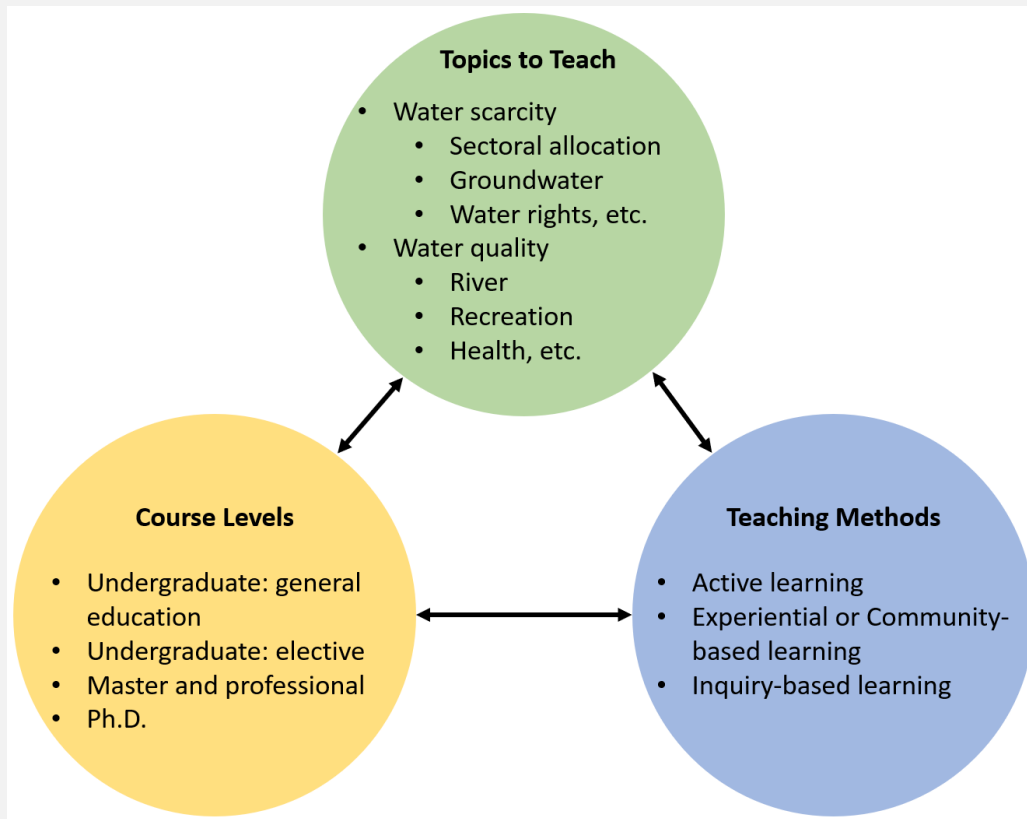 Topics to Teach
• Water scarcity
• Sectoral allocation
• Groundwater
• Water rights, etc.
• Water quality
• River
• Recreation
• Health, etc.
Course Levels
• Undergraduate: general
education
• Undergraduate: elective
• Master and professional
• Ph.D.
Teaching Methods
• Active learning
• Experiential or Community-
based learning
• Inquiry-based learning